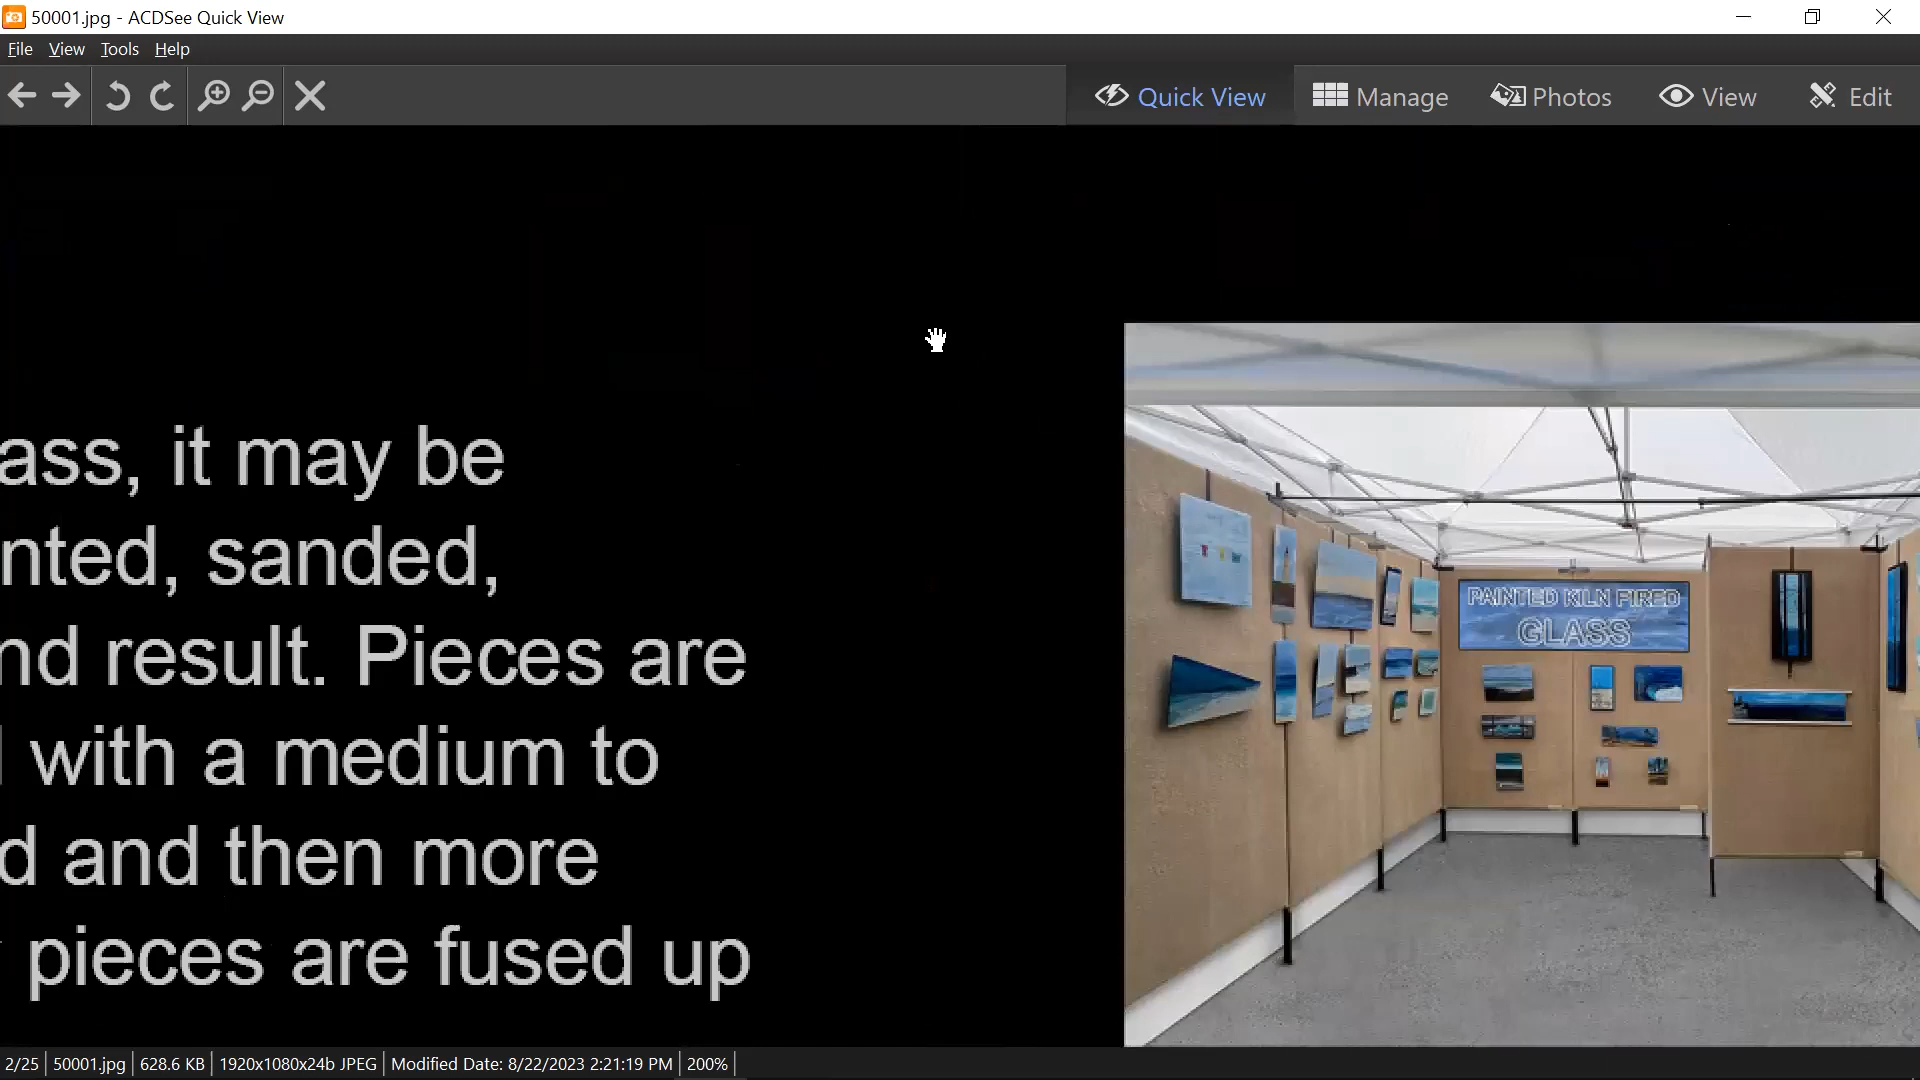 50001.jpg - ACDSee Quick View
File View Tools Help
Quick View Manage Photos View Edit
ass, it may be
nted, sanded,
nd result. Pieces are
with a medium to
d and then more
pieces are fused up
PAINTED KILN FIRED
GLASS
2/25 50001.jpg 628.6 KB 1920x1080x24b JPEG Modified Date: 8/22/2023 2:21:19 PM 200%